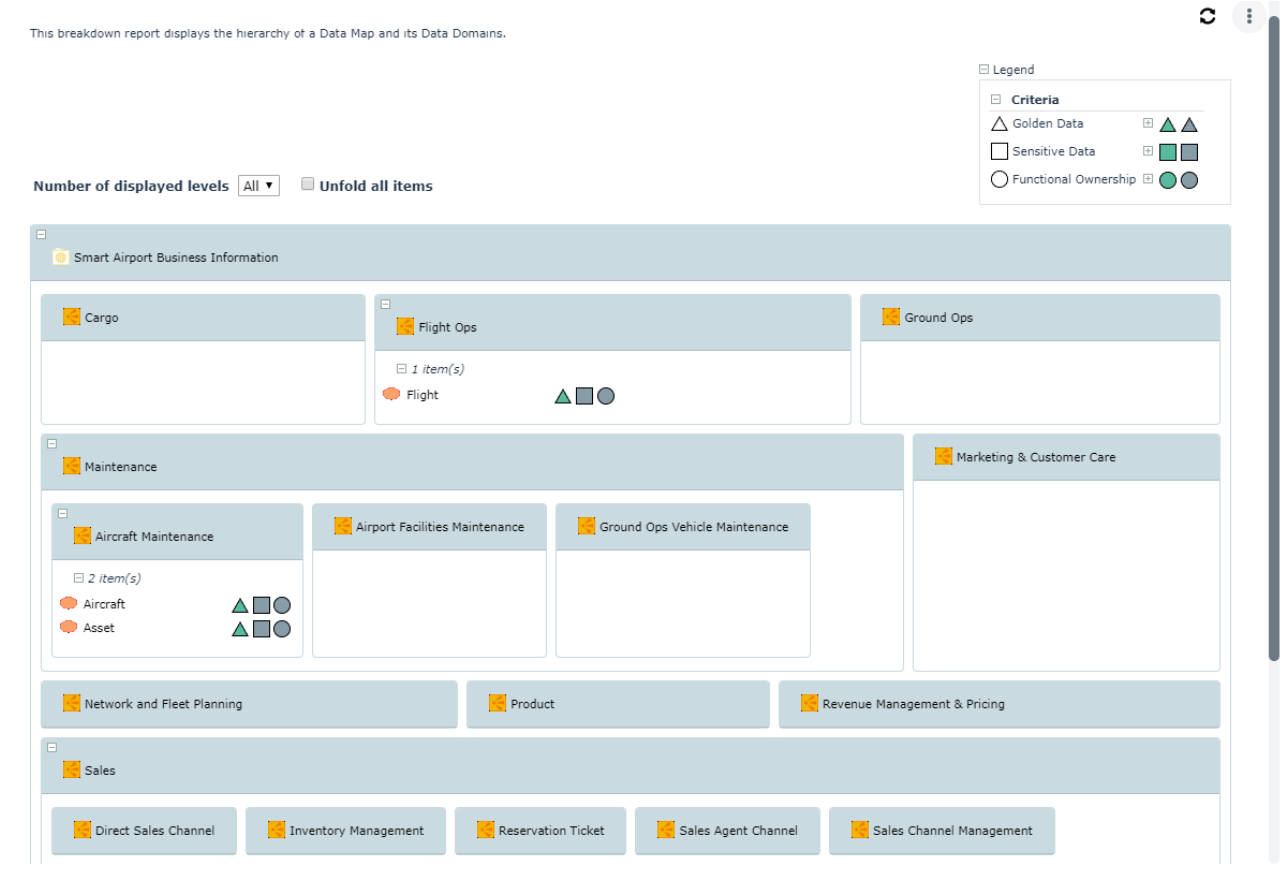 This breakdown report displays the hierarchy of a Data Map and its Data Domains.
Legend
Criteria
Golden Data
Sensitive Data
Functional Ownership
Number of displayed levels All Unfold all items
Smart Airport Business Information
Cargo
Flight Ops
1 item(s)
Flight
Ground Ops
Maintenance
Aircraft Maintenance
2 item(s)
Aircraft
Asset
Airport Facilities Maintenance
Ground Ops Vehicle Maintenance
Marketing & Customer Care
Network and Fleet Planning
Product
Revenue Management & Pricing
Sales
Direct Sales Channel
Inventory Management
Reservation Ticket
Sales Agent Channel
Sales Channel Management